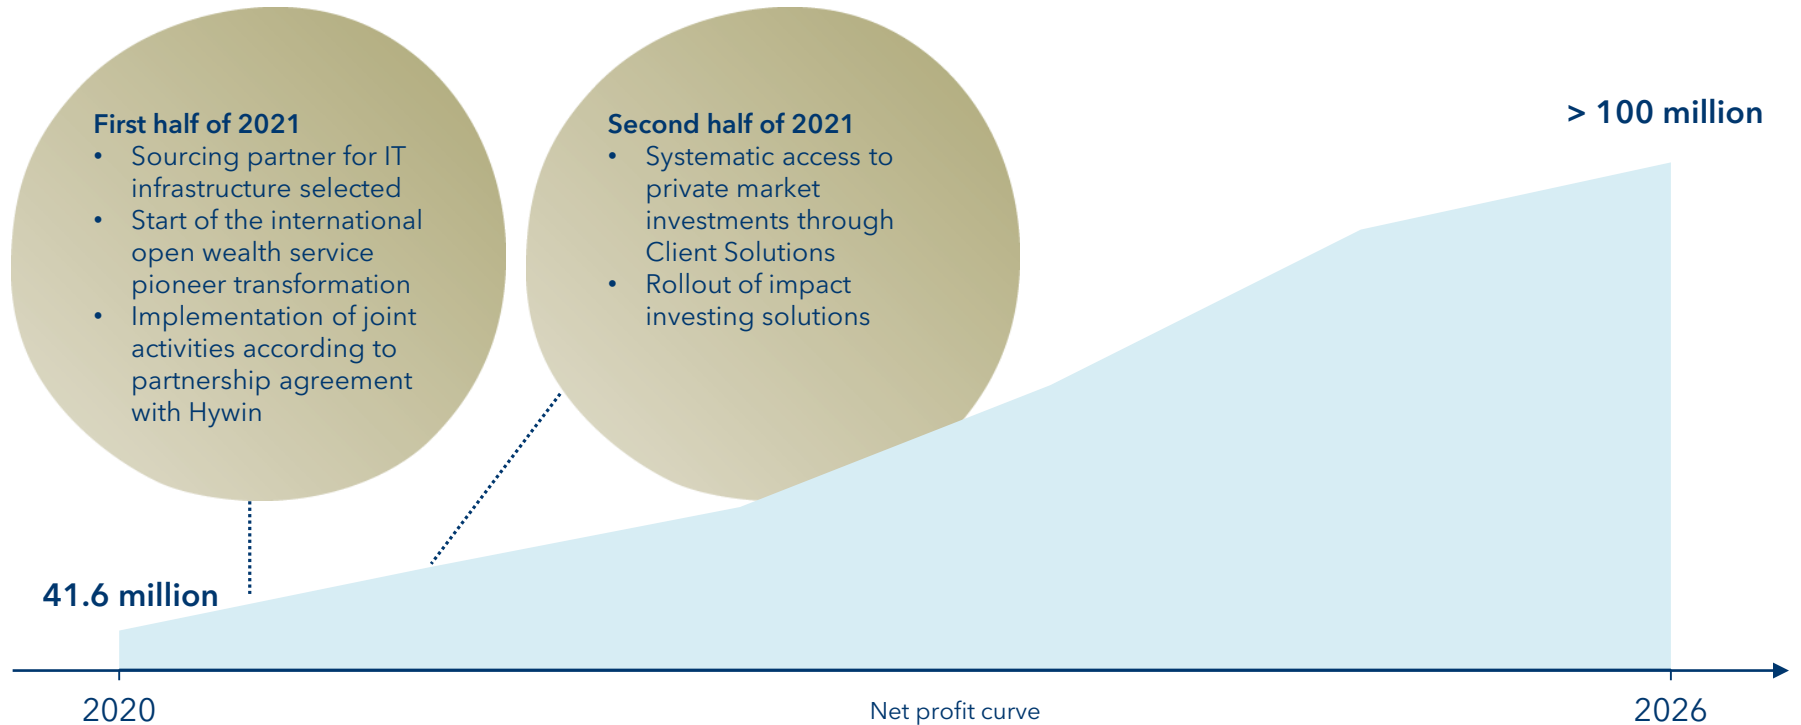 First half of 2021
• Sourcing partner for IT
infrastructure selected
• Start of the international
open wealth service
pioneer transformation
• Implementation of joint
activities according to
partnership agreement
with Hywin
Second half of 2021
• Systematic access to
private market
investments through
Client Solutions
• Rollout of impact
investing solutions
> 100 million
41.6 million
2020
Net profit curve
2026